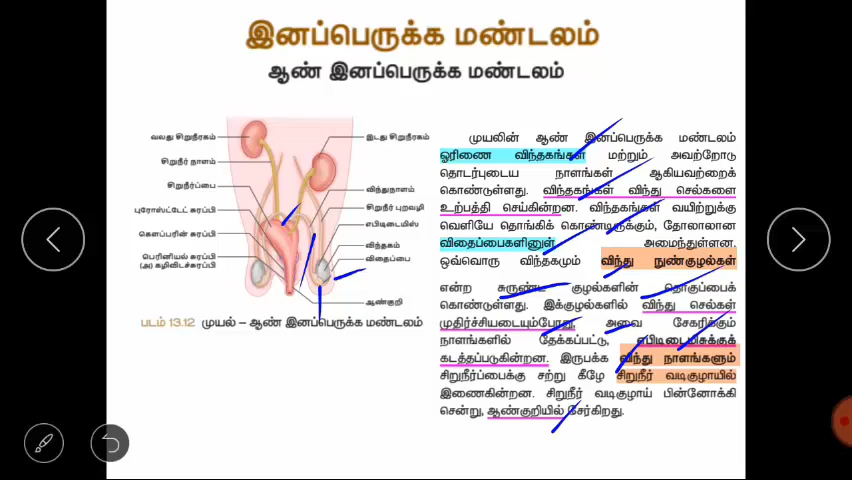 இனப்பெருக்க மண்டலம்
ஆண் இனப்பெருக்க மண்டலம்
வலது சிறுநீரகம்
சிறுநீர் நாளம்
சிறுநீர்ப்பை
புரோஸ்டேட் சுரப்பி
கௌப்பரின் சுரப்பி
பெரினியல் சுரப்பி
(அ) கழிவிடச்சுரப்பி
இடது சிறுநீரகம்
விந்துநாளம்
சிறுநீர் புறவழி
எபிடிடைமிஸ்
விந்தகம்
விதைப்பை
ஆண்குறி
படம் 13.12 முயல் – ஆண் இனப்பெருக்க மண்டலம்
முயலின் ஆண் இனப்பெருக்க மண்டலம்
ஓரிணை விந்தகங்கள் மற்றும் அவற்றோடு
தொடர்புடைய நாளங்கள் ஆகியவற்றைக்
கொண்டுள்ளது. விந்தகங்கள் விந்து செல்களை
உற்பத்தி செய்கின்றன. விந்தகங்கள் வயிற்றுக்கு
வெளியே தொங்கிக் கொண்டிருக்கும், தோலாலான
விதைப்பைகளினுள் அமைந்துள்ளன.
ஒவ்வொரு விந்தகமும் விந்து நுண்குழல்கள்
என்ற சுருண்ட குழல்களின் தொகுப்பைக்
கொண்டுள்ளது. இக்குழல்களில் விந்து செல்கள்
முதிர்ச்சியடையும்போது, அவை சேகரிக்கும்
நாளங்களில் தேக்கப்பட்டு, எபிடிடைமிசுக்குக்
கடத்தப்படுகின்றன. இருபக்க விந்து நாளங்களும்
சிறுநீர்ப்பைக்கு சற்று கீழே சிறுநீர் வடிகுழாயில்
இணைகின்றன. சிறுநீர் வடிகுழாய் பின்னோக்கி
சென்று, ஆண்குறியில் சேர்கிறது.